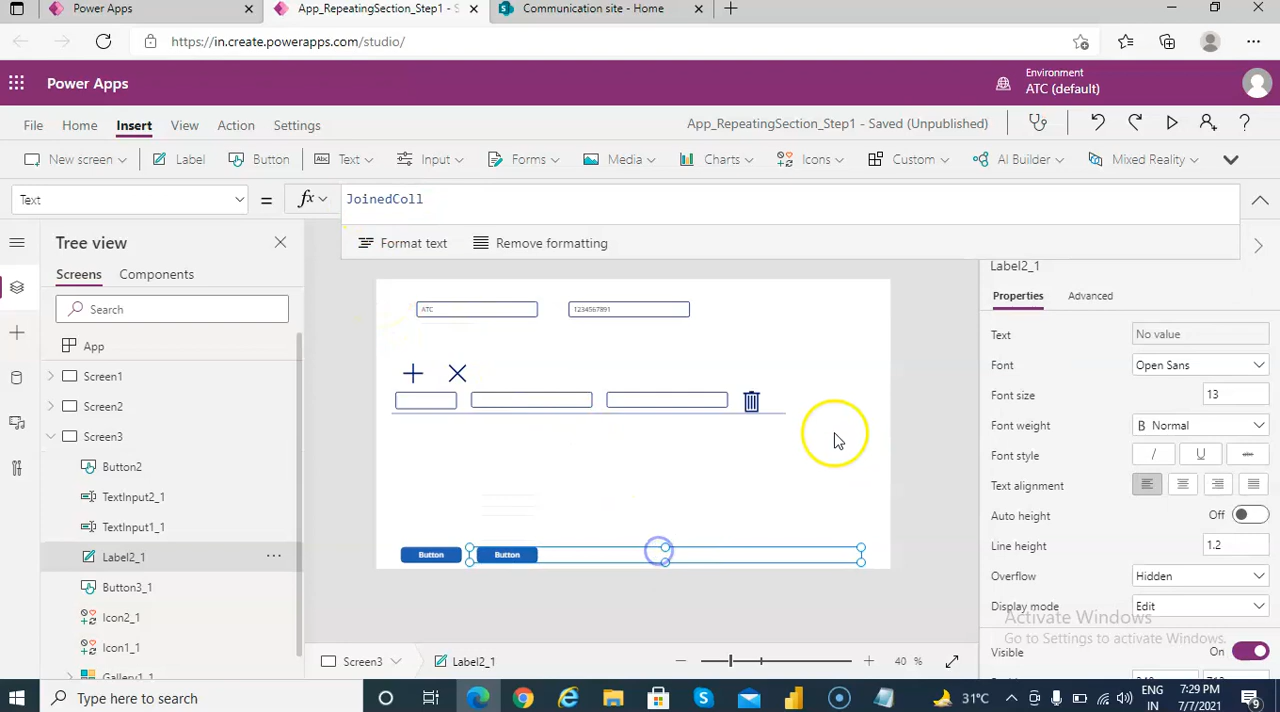 Power Apps
App_RepeatingSection_Step1 - S
Communication site - Home
https://in.create.powerapps.com/studio/
Power Apps
Environment
ATC (default)
File Home Insert View Action Settings
App_RepeatingSection_Step1 - Saved (Unpublished)
New screen Label Button Text Input Forms Media Charts Icons Custom AI Builder Mixed Reality
Text = fx JoinedColl
Format text Remove formatting
Tree view
Screens Components
Search
App
Screen1
Screen2
Screen3
Button2
TextInput2_1
TextInput1_1
Label2_1
Button3_1
Icon2_1
Icon1_1
Gallery1_1
ATC 1234567891
Button Button
Screen3 Label2_1
40 %
Label2_1
Properties Advanced
Text No value
Font Open Sans
Font size 13
Font weight B Normal
Font style / U abc
Text alignment
Auto height Off
Line height 1.2
Overflow Hidden
Display mode Edit
Activate Windows
Go to Settings to activate Windows.
Visible On
Type here to search
31°C
ENG
IN
7:29 PM
7/7/2021
9